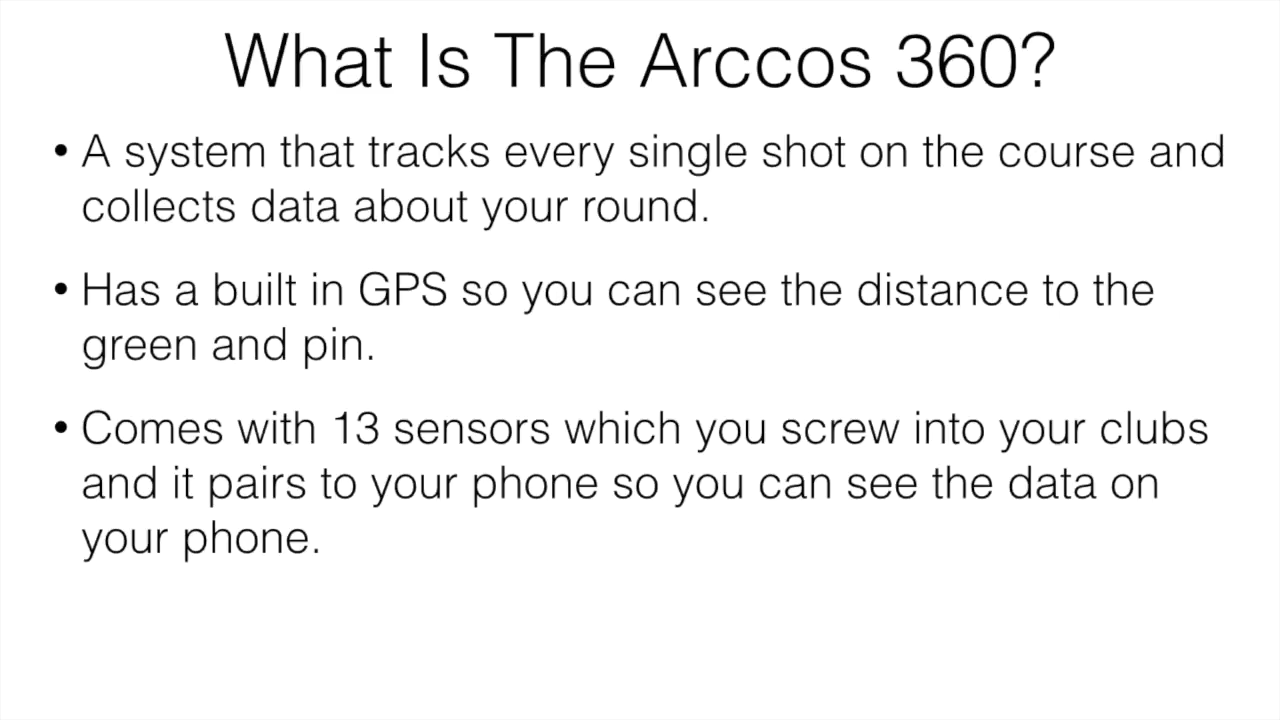 What Is The Arccos 360?
• A system that tracks every single shot on the course and
collects data about your round.
• Has a built in GPS so you can see the distance to the
green and pin.
• Comes with 13 sensors which you screw into your clubs
and it pairs to your phone so you can see the data on
your phone.